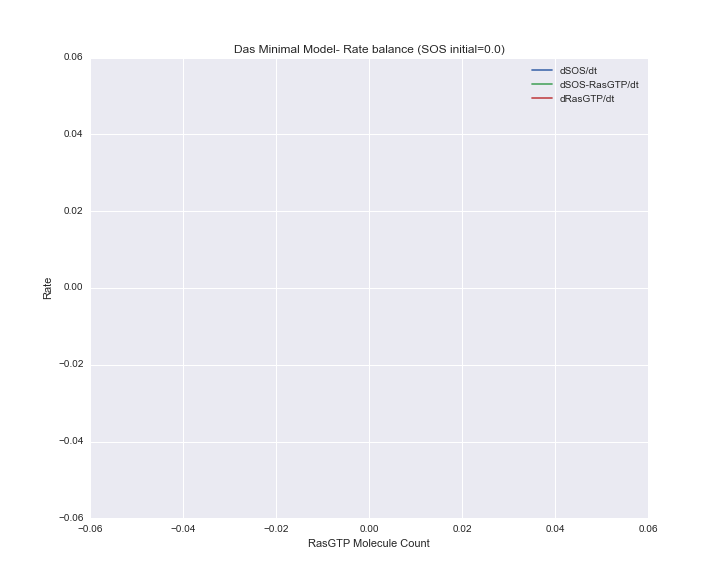 Das Minimal Model- Rate balance (SOS initial=0.0)
dSOS/dt
dSOS-RasGTP/dt
dRasGTP/dt
0.06
0.04
0.02
0.00
−0.02
−0.04
−0.06
Rate
−0.06 −0.04 −0.02 0.00 0.02 0.04 0.06
RasGTP Molecule Count